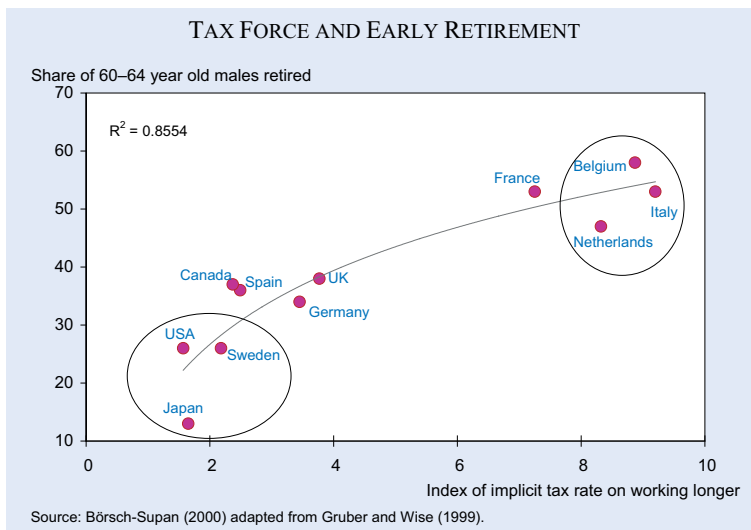 TAX FORCE AND EARLY RETIREMENT
Share of 60–64 year old males retired
70
R² = 0.8554
60
Belgium
France
50
Italy
Netherlands
40
Canada
Spain
UK
Germany
30
USA
Sweden
20
Japan
10
0 2 4 6 8 10
Index of implicit tax rate on working longer
Source: Börsch-Supan (2000) adapted from Gruber and Wise (1999).